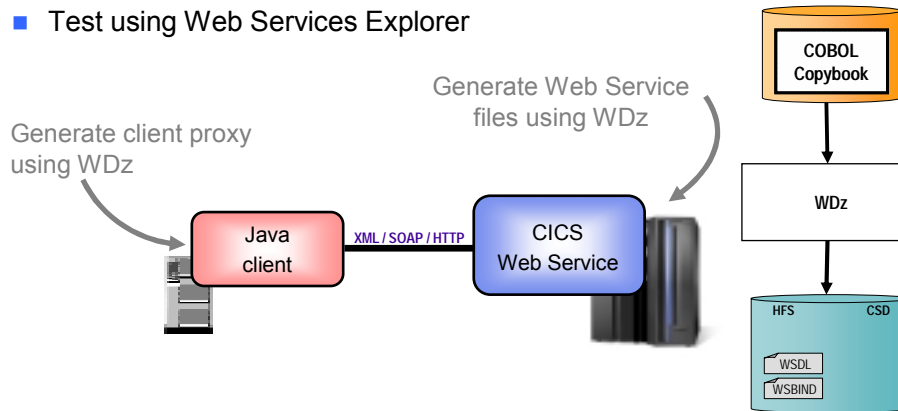 Test using Web Services Explorer
COBOL
Copybook
Generate Web Service
files using WDz
Generate client proxy
using WDz
WDz
Java
client
XML / SOAP / HTTP
CICS
Web Service
HFS CSD
WSDL
WSBIND